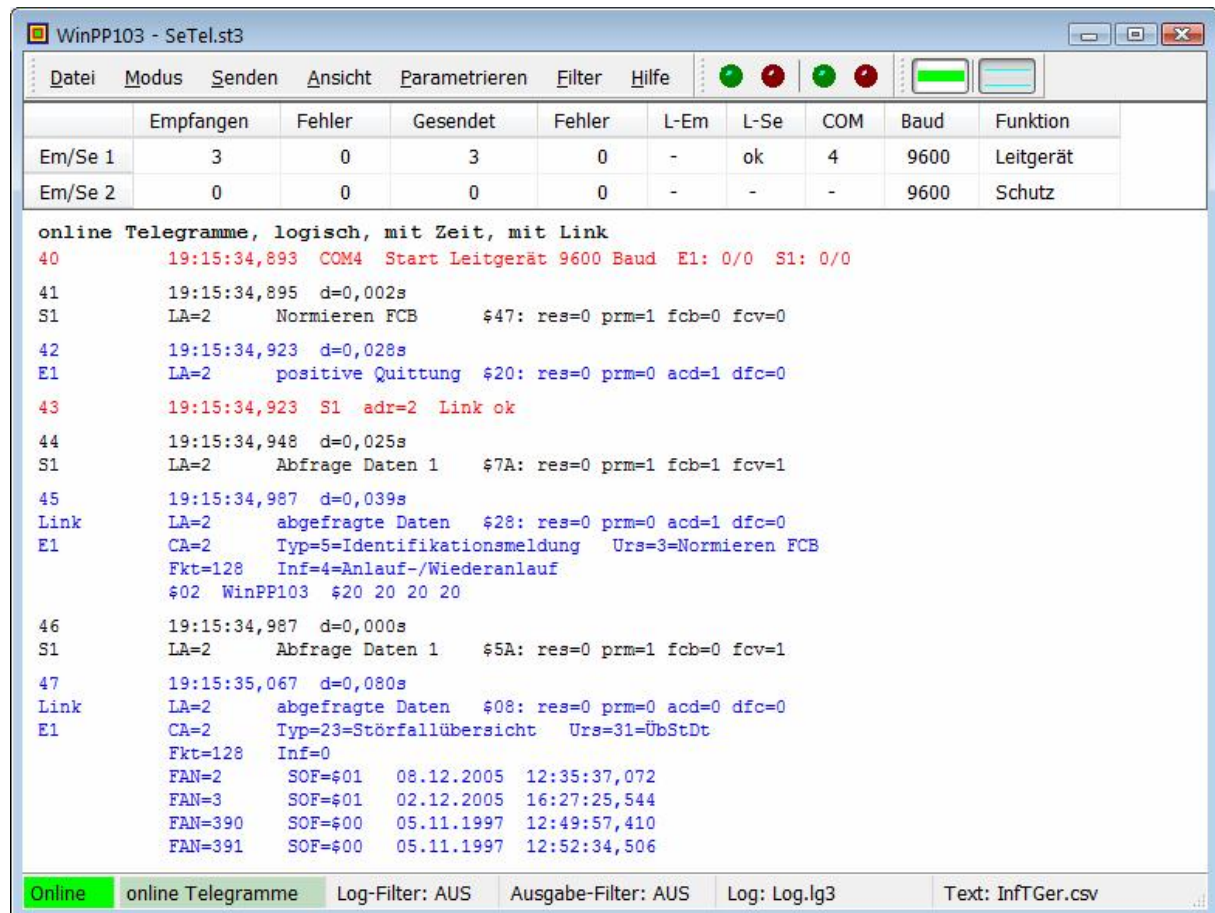 WinPP103 - SeTel.st3
Datei Modus Senden Ansicht Parametrieren Filter Hilfe
Empfangen Fehler Gesendet Fehler L-Em L-Se COM Baud Funktion
Em/Se 1 3 0 3 0 - ok 4 9600 Leitgerät
Em/Se 2 0 0 0 0 - - - 9600 Schutz
online Telegramme, logisch, mit Zeit, mit Link
40 19:15:34,893 COM4 Start Leitgerät 9600 Baud E1: 0/0 S1: 0/0
41 19:15:34,895 d=0,002s
S1 LA=2 Normieren FCB $47: res=0 prm=1 fcb=0 fcv=0
42 19:15:34,923 d=0,028s
E1 LA=2 positive Quittung $20: res=0 prm=0 acd=1 dfc=0
43 19:15:34,923 S1 adr=2 Link ok
44 19:15:34,948 d=0,025s
S1 LA=2 Abfrage Daten 1 $7A: res=0 prm=1 fcb=1 fcv=1
45 19:15:34,987 d=0,039s
Link LA=2 abgefragte Daten $28: res=0 prm=0 acd=1 dfc=0
E1 CA=2 Typ=5=Identifikationsmeldung Urs=3=Normieren FCB
Fkt=128 Inf=4=Anlauf-/Wiederanlauf
$02 WinPP103 $20 20 20 20
46 19:15:34,987 d=0,000s
S1 LA=2 Abfrage Daten 1 $5A: res=0 prm=1 fcb=0 fcv=1
47 19:15:35,067 d=0,080s
Link LA=2 abgefragte Daten $08: res=0 prm=0 acd=0 dfc=0
E1 CA=2 Typ=23=Störfallübersicht Urs=31=ÜbStDt
Fkt=128 Inf=0
FAN=2 SOF=$01 08.12.2005 12:35:37,072
FAN=3 SOF=$01 02.12.2005 16:27:25,544
FAN=390 SOF=$00 05.11.1997 12:49:57,410
FAN=391 SOF=$00 05.11.1997 12:52:34,506
Online online Telegramme Log-Filter: AUS Ausgabe-Filter: AUS Log: Log.lg3 Text: InfTGer.csv